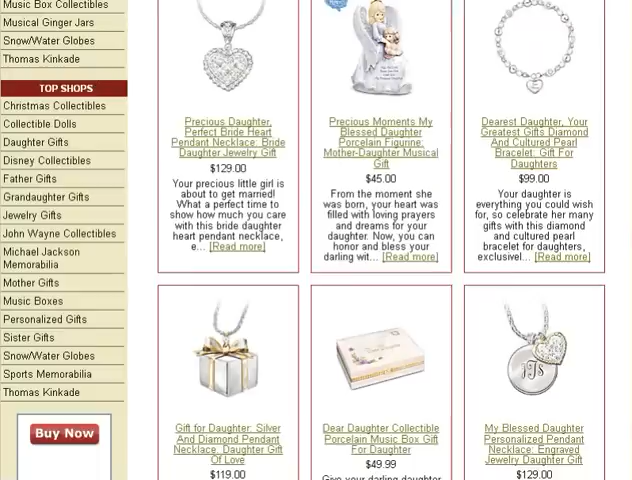 Music Box Collectibles
Musical Ginger Jars
Snow/Water Globes
Thomas Kinkade
TOP SHOPS
Christmas Collectibles
Collectible Dolls
Daughter Gifts
Disney Collectibles
Father Gifts
Grandaughter Gifts
Jewelry Gifts
John Wayne Collectibles
Michael Jackson
Memorabilia
Mother Gifts
Music Boxes
Personalized Gifts
Sister Gifts
Snow/Water Globes
Sports Memorabilia
Thomas Kinkade
Buy Now
Precious Daughter,
Perfect Bride Heart
Pendant Necklace: Bride
Daughter Jewelry Gift
$129.00
Your precious little girl is
about to get married!
What a perfect time to
show how much you care
with this bride daughter
heart pendant necklace,
e... [Read more]
Precious Moments My
Blessed Daughter
Porcelain Figurine:
Mother-Daughter Musical
Gift
$45.00
From the moment she
was born, your heart was
filled with loving prayers
and dreams for your
daughter. Now, you can
honor and bless your
darling wit... [Read more]
Dearest Daughter, Your
Greatest Gifts Diamond
And Cultured Pearl
Bracelet: Gift For
Daughters
$99.00
Your daughter is
everything you could wish
for, so celebrate her many
gifts with this diamond
and cultured pearl
bracelet for daughters,
exclusivel... [Read more]
Gift for Daughter: Silver
And Diamond Pendant
Necklace: Daughter Gift
Of Love
$119.00
Dear Daughter Collectible
Porcelain Music Box Gift
For Daughter
$49.99
Give your darling daughter
My Blessed Daughter
Personalized Pendant
Necklace: Engraved
Jewelry Daughter Gift
$129.00